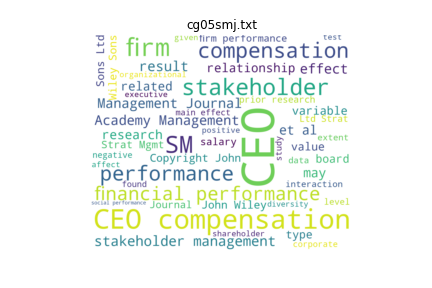 cg05smj.txt
given
firm performance
test
Sons Ltd
Wiley Sons
firm
compensation
result
relationship
effect
organizational
related
stakeholder
executive
prior research
Management Journal
main effect
variable
Academy Management
Ltd Strat
research
SM
CEO
positive
et al
extent
Strat Mgmt
salary
study
value
negative
Copyright John
data
board
affect
performance
may
found
interaction
financial performance
social performance
Journal
John Wiley
diversity
level
shareholder
CEO compensation
stakeholder management
type
corporate